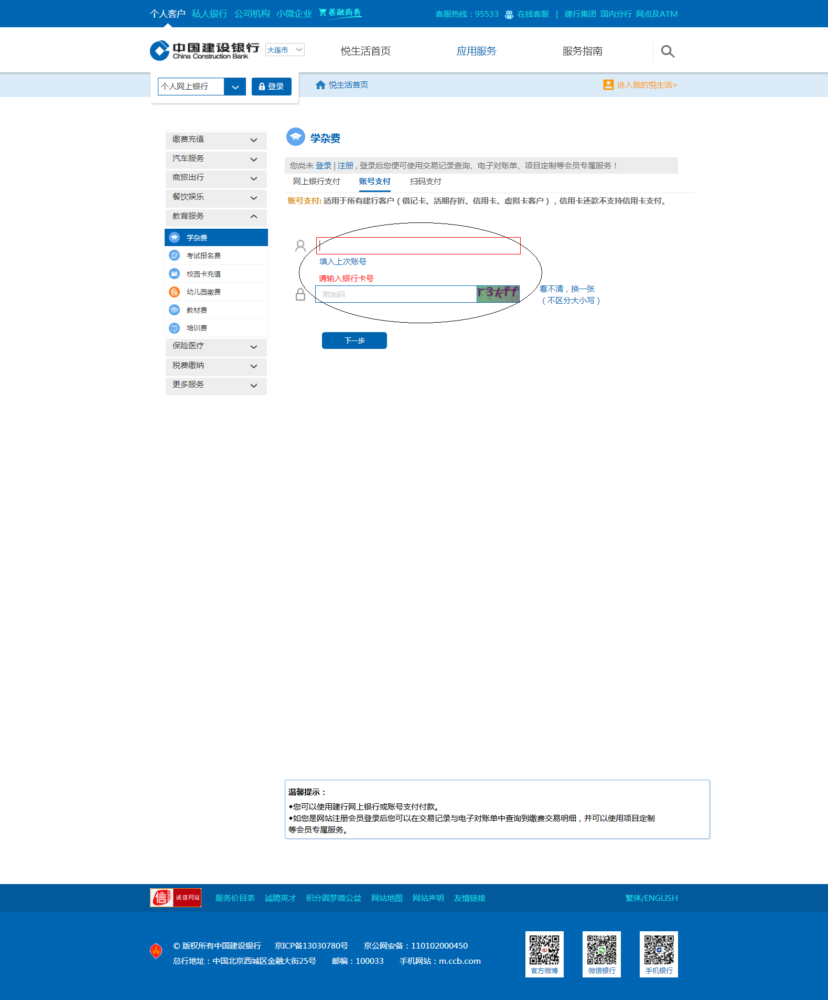 个人客户 私人银行 公司机构 小微企业 善融商务 客服热线：95533 在线客服 | 建行集团 国内分行 网点及ATM
中国建设银行 大连市 悦生活首页 应用服务 服务指南
China Construction Bank
个人网上银行 登录 悦生活首页 进入我的悦生活>
缴费充值
汽车服务
商旅出行
餐饮娱乐
教育服务
学杂费
考试报名费
校园卡充值
幼儿园缴费
教材费
培训费
保险医疗
税费缴纳
更多服务
学杂费
您尚未 登录 | 注册 , 登录后您便可使用交易记录查询、电子对账单、项目定制等会员专属服务！
网上银行支付 账号支付 扫码支付
账号支付: 适用于所有建行客户（借记卡、活期存折、信用卡、虚拟卡客户），信用卡还款不支持信用卡支付。
填入上次账号
请输入银行卡号
附加码 r3kff 看不清，换一张
（不区分大小写）
下一步
温馨提示：
◆您可以使用建行网上银行或账号支付付款。
◆如您是网站注册会员登录后您可以在交易记录与电子对账单中查询到缴费交易明细，并可以使用项目定制
等会员专属服务。
信 诚信网站 服务价目表 诚聘英才 积分圆梦微公益 网站地图 网站声明 友情链接 繁体/ENGLISH
© 版权所有中国建设银行 京ICP备13030780号 京公网安备：110102000450
总行地址：中国北京西城区金融大街25号 邮编：100033 手机网站：m.ccb.com
官方微博 微信银行 手机银行